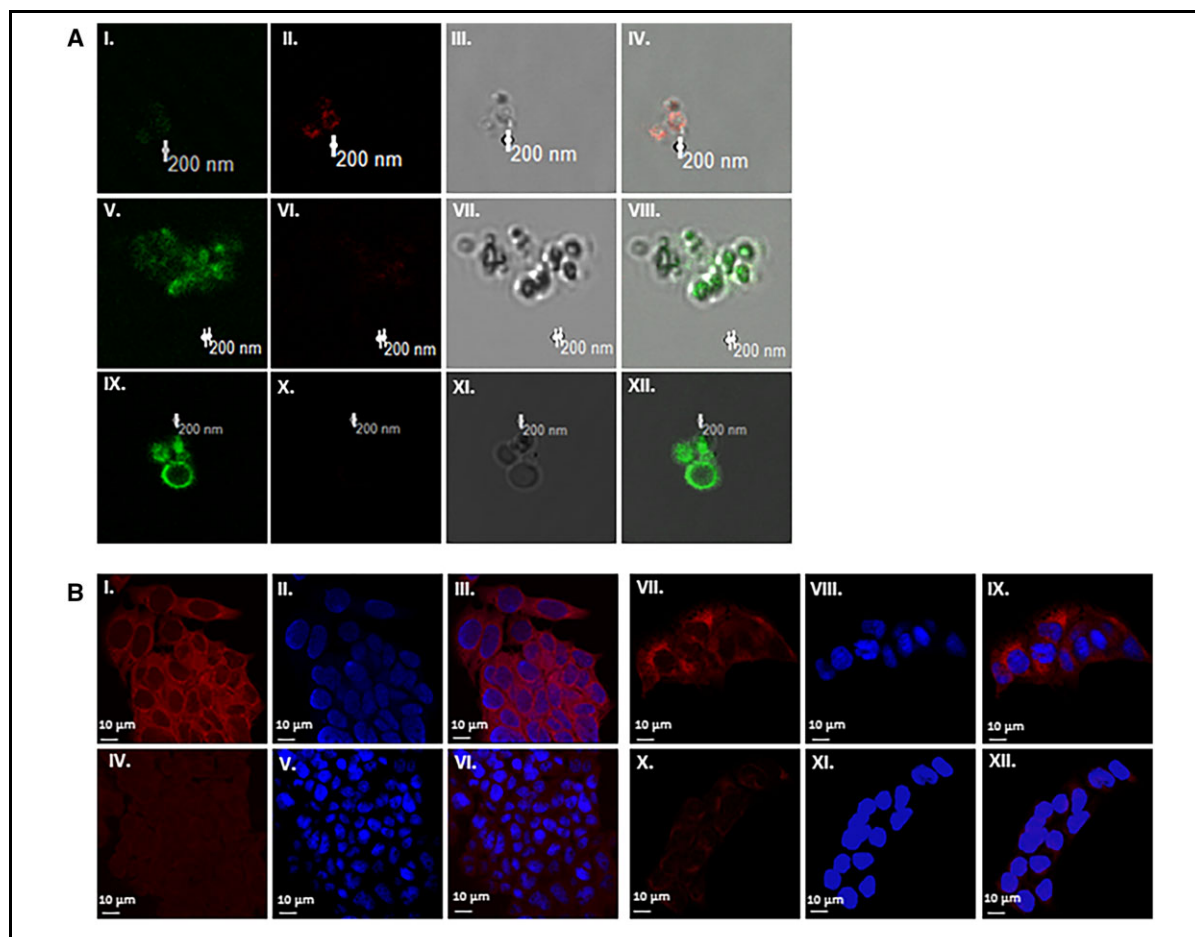 A
I. II. III. IV.
200 nm 200 nm 200 nm 200 nm
V. VI. VII. VIII.
200 nm 200 nm 200 nm 200 nm
IX. X. XI. XII.
200 nm 200 nm 200 nm 200 nm
B
I. II. III. VII. VIII. IX.
10 µm 10 µm 10 µm 10 µm 10 µm 10 µm
IV. V. VI. X. XI. XII.
10 µm 10 µm 10 µm 10 µm 10 µm 10 µm